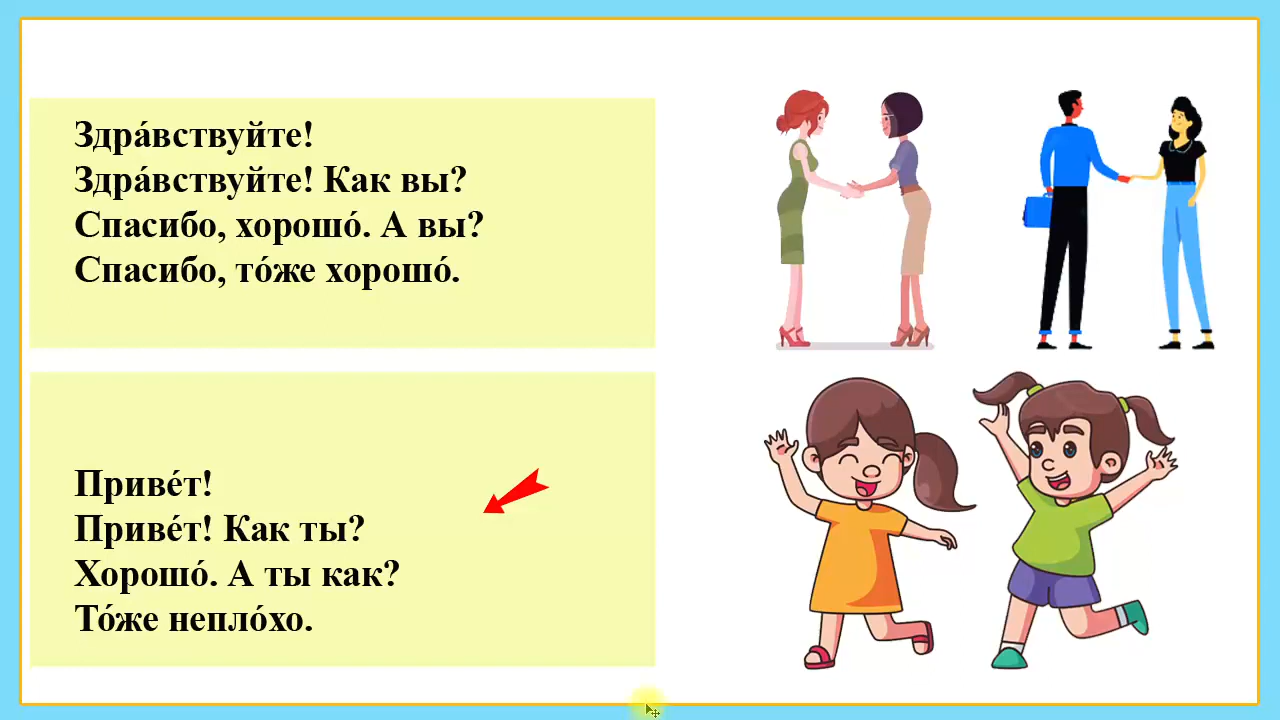 Здра́вствуйте!
Здра́вствуйте! Как вы?
Спасибо, хорошо́. А вы?
Спасибо, то́же хорошо́.
Приве́т!
Приве́т! Как ты?
Хорошо́. А ты как?
То́же непло́хо.